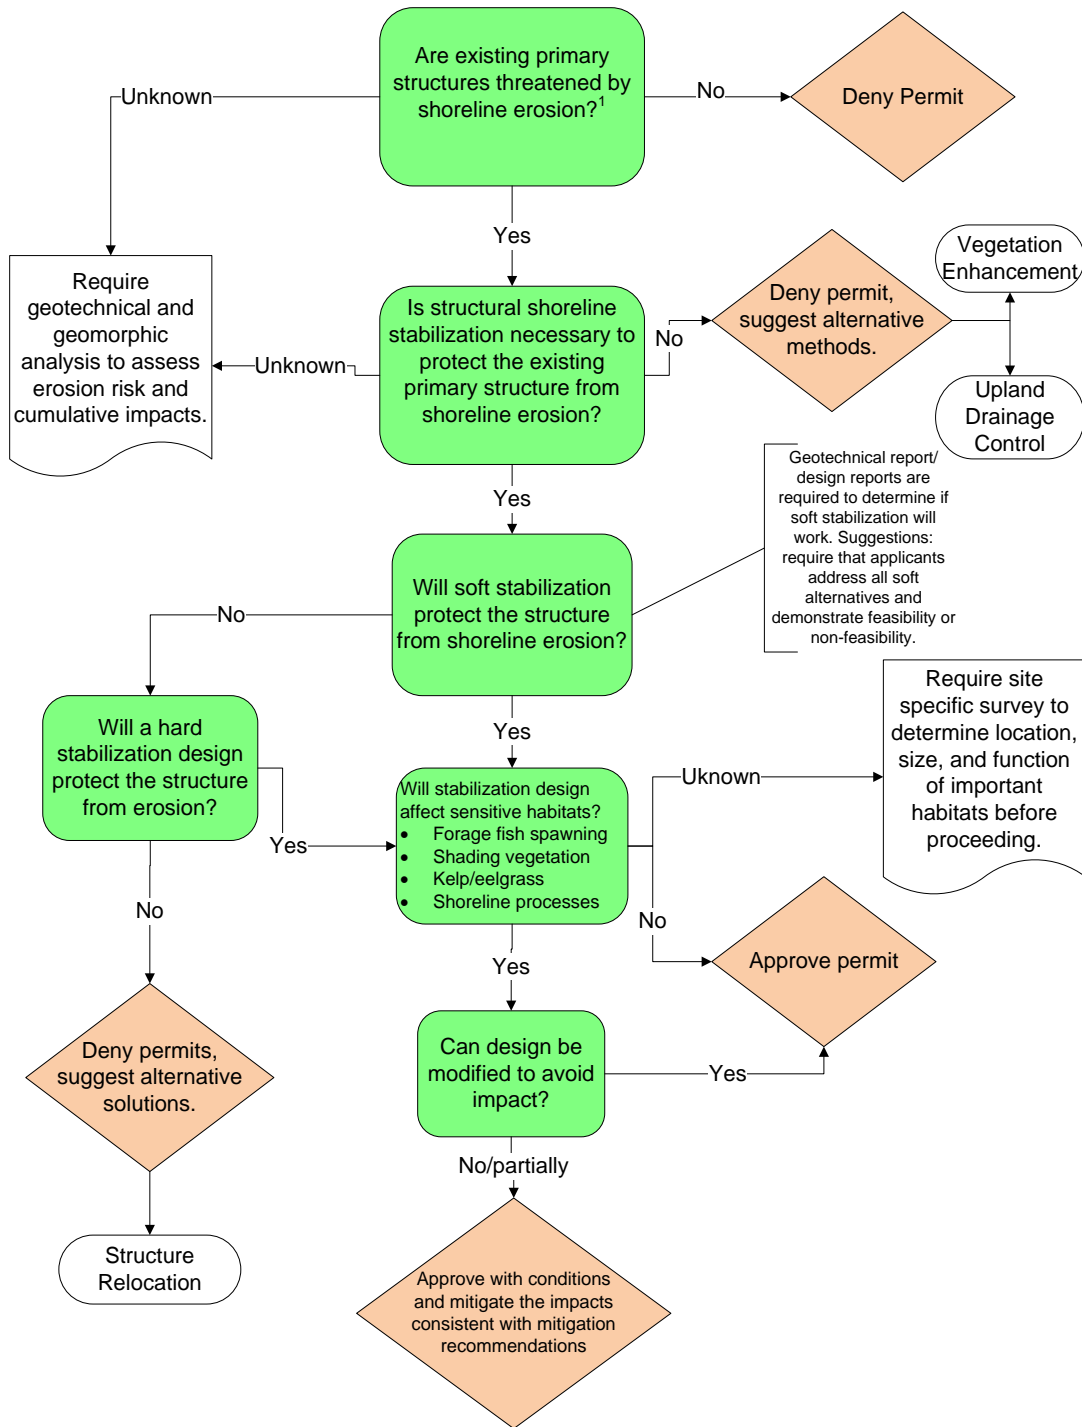 Are existing primary
structures threatened by
shoreline erosion?1
Unknown
No
Deny Permit
Yes
Require
geotechnical and
geomorphic
analysis to assess
erosion risk and
cumulative impacts.
Unknown
Is structural shoreline
stabilization necessary to
protect the existing
primary structure from
shoreline erosion?
No
Deny permit,
suggest alternative
methods.
Vegetation
Enhancement
Upland
Drainage
Control
Yes
Geotechnical report/
design reports are
required to determine if
soft stabilization will
work. Suggestions:
require that applicants
address all soft
alternatives and
demonstrate feasibility or
non-feasibility.
Will soft stabilization
protect the structure
from shoreline erosion?
No
Yes
Will a hard
stabilization design
protect the structure
from erosion?
Yes
Will stabilization design
affect sensitive habitats?
• Forage fish spawning
• Shading vegetation
• Kelp/eelgrass
• Shoreline processes
Uknown
Require site
specific survey to
determine location,
size, and function
of important
habitats before
proceeding.
No
No
Approve permit
Yes
Can design be
modified to avoid
impact?
Yes
Deny permits,
suggest alternative
solutions.
No/partially
Structure
Relocation
Approve with conditions
and mitigate the impacts
consistent with mitigation
recommendations